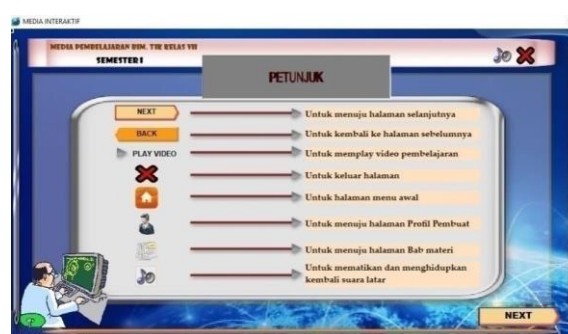 MEDIA INTERAKTIF
MEDIA PEMBELAJARAN BIM. TIK KELAS VII
SEMESTER I
PETUNJUK
NEXT
Untuk menuju halaman selanjutnya
BACK
Untuk kembali ke halaman sebelumnya
PLAY VIDEO
Untuk memplay video pembelajaran
Untuk keluar halaman
Untuk halaman menu awal
Untuk menuju halaman Profil Pembuat
Untuk menuju halaman Bab materi
Untuk mematikan dan menghidupkan
kembali suara latar
NEXT